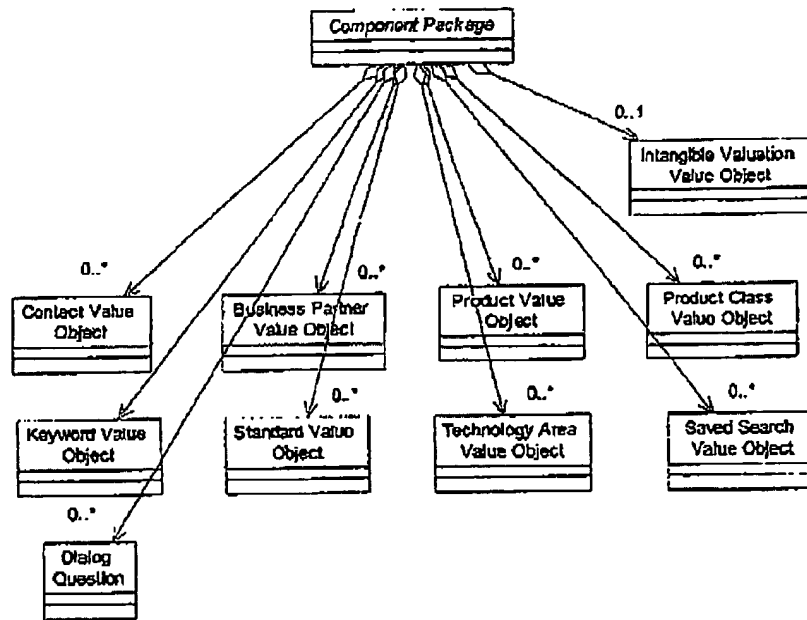 Component Package
0..1
Intangible Valuation
Value Object
0..*
0..*
0..*
0..*
Contact Value
Object
Business Partner
Value Object
Product Value
Object
Product Class
Value Object
0..*
0..*
0..*
Keyword Value
Object
Standard Value
Object
Technology Area
Value Object
Saved Search
Value Object
0..*
Dialog
Question